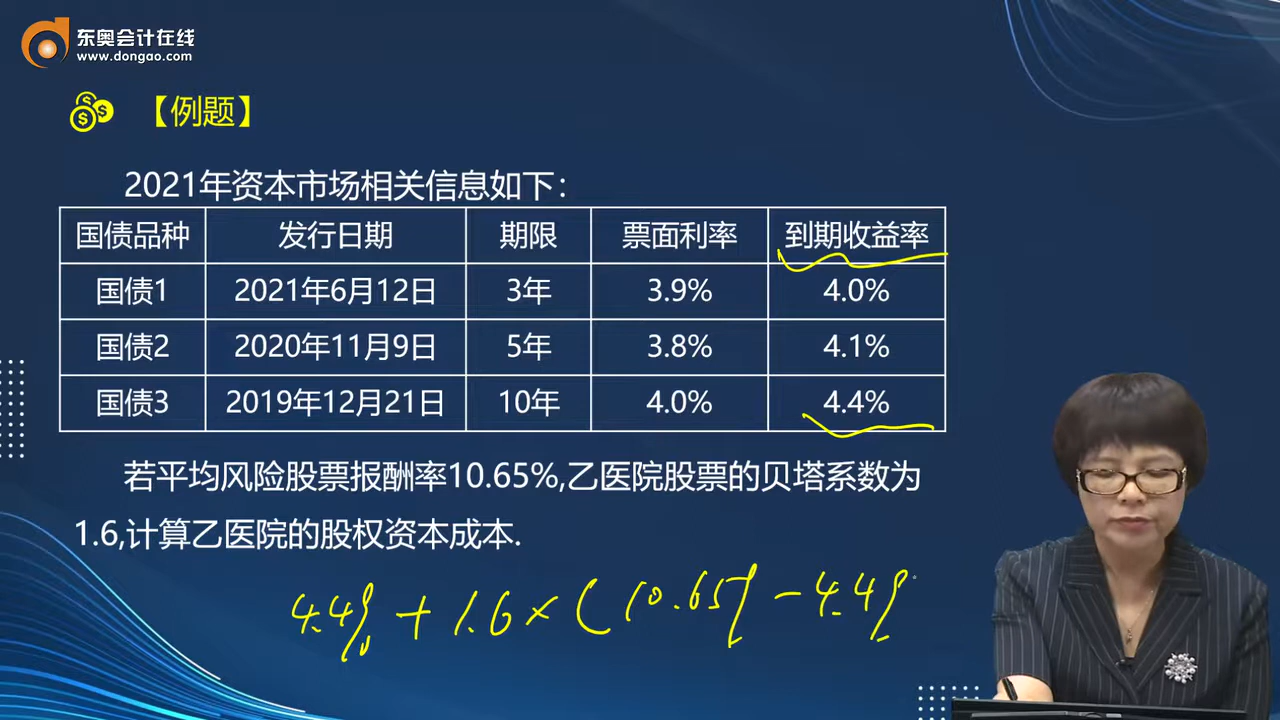 东奥会计在线
www.dongao.com
【例题】
2021年资本市场相关信息如下：
国债品种 发行日期 期限 票面利率 到期收益率
国债1 2021年6月12日 3年 3.9% 4.0%
国债2 2020年11月9日 5年 3.8% 4.1%
国债3 2019年12月21日 10年 4.0% 4.4%
若平均风险股票报酬率10.65%,乙医院股票的贝塔系数为
1.6,计算乙医院的股权资本成本.
4.4% + 1.6 × ( 10.65% - 4.4%